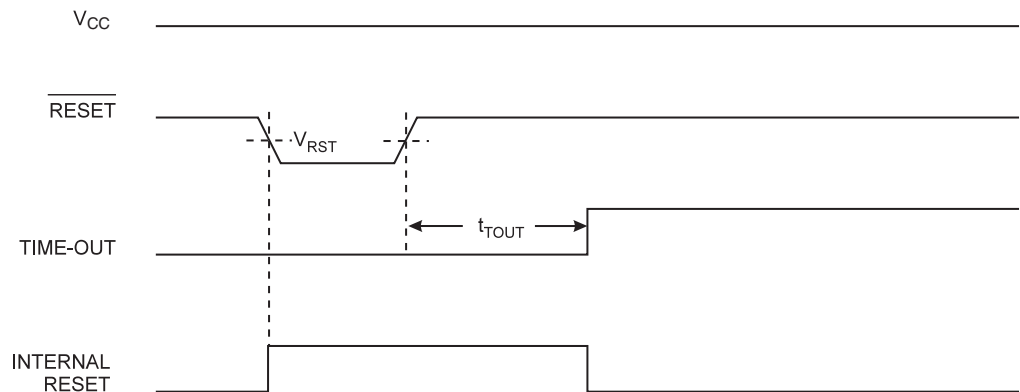 VCC
RESET
VRST
tTOUT
TIME-OUT
INTERNAL
RESET